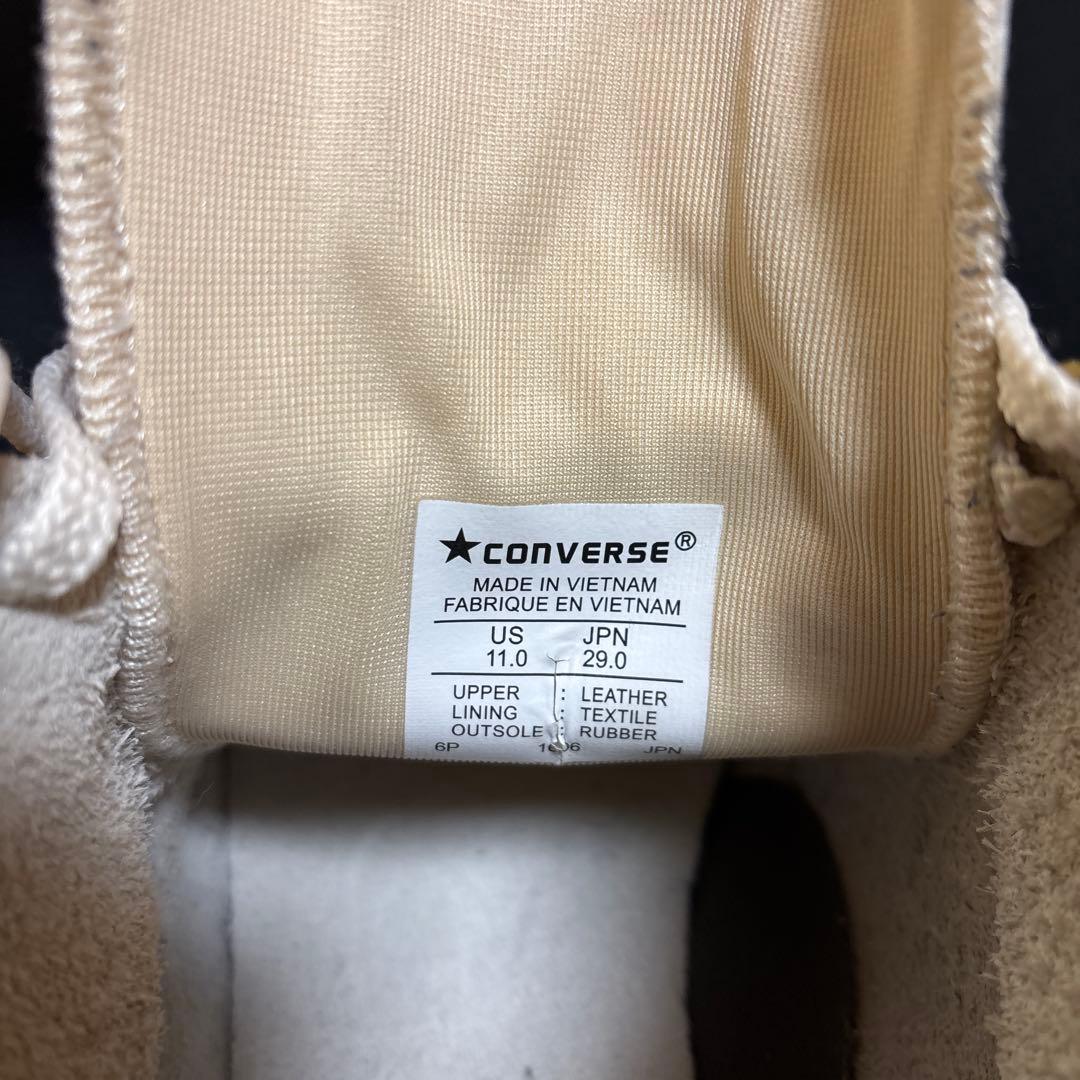 ★CONVERSE®
MADE IN VIETNAM
FABRIQUE EN VIETNAM
US JPN
11.0 29.0
UPPER : LEATHER
LINING : TEXTILE
OUTSOLE : RUBBER
6P JPN